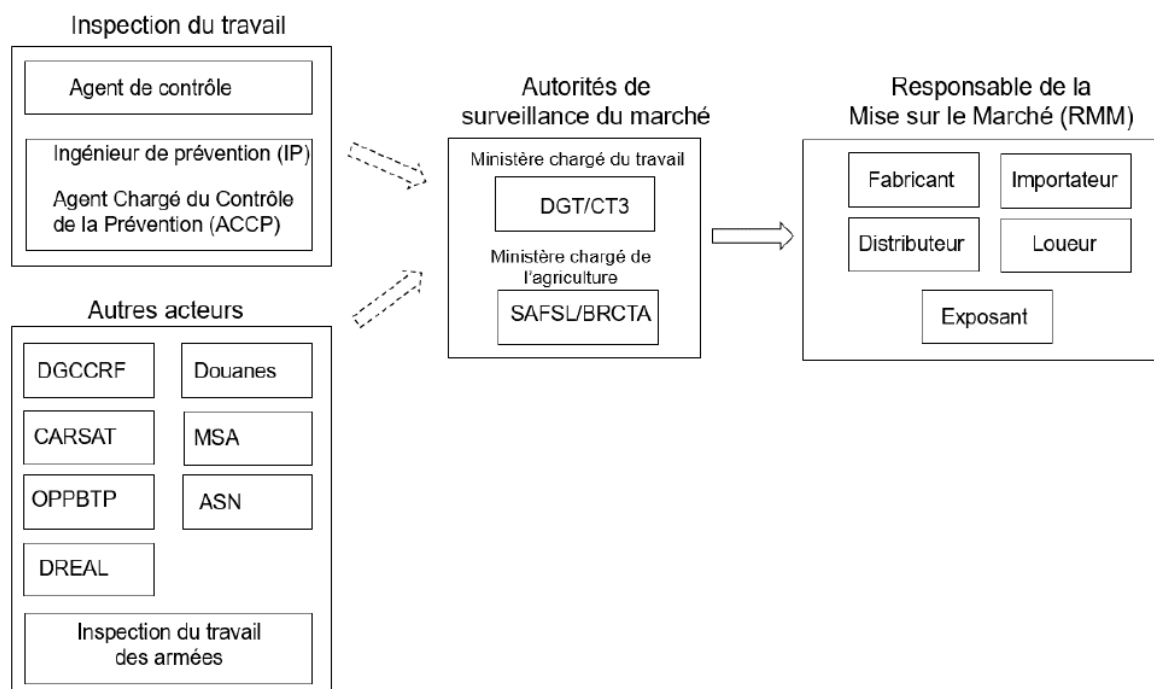 Inspection du travail
Agent de contrôle
Ingénieur de prévention (IP)
Agent Chargé du Contrôle
de la Prévention (ACCP)
Autres acteurs
DGCCRF
Douanes
CARSAT
MSA
OPPBTP
ASN
DREAL
Inspection du travail
des armées
Autorités de
surveillance du marché
Ministère chargé du travail
DGT/CT3
Ministère chargé de
l'agriculture
SAFSL/BRCTA
Responsable de la
Mise sur le Marché (RMM)
Fabricant
Importateur
Distributeur
Loueur
Exposant